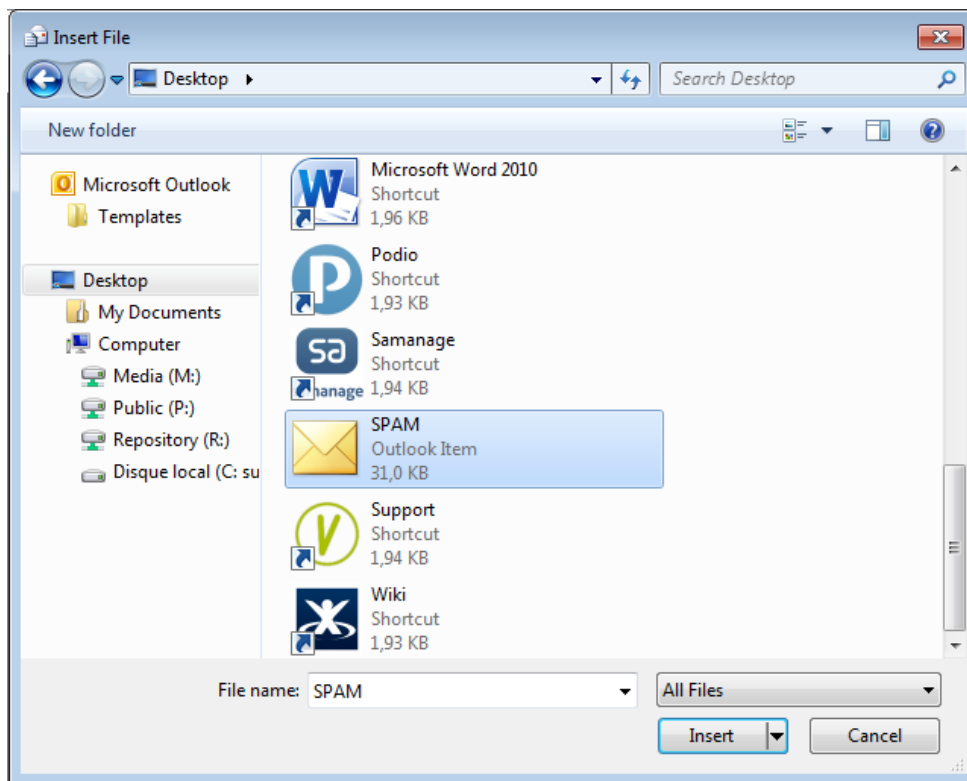 Insert File
Desktop
Search Desktop
New folder
Microsoft Outlook
Templates
Desktop
My Documents
Computer
Media (M:)
Public (P:)
Repository (R:)
Disque local (C: su
Microsoft Word 2010
Shortcut
1,96 KB
Podio
Shortcut
1,93 KB
Samanage
Shortcut
1,94 KB
sa
manage
SPAM
Outlook Item
31,0 KB
Support
Shortcut
1,94 KB
Wiki
Shortcut
1,93 KB
File name: SPAM
All Files
Insert
Cancel